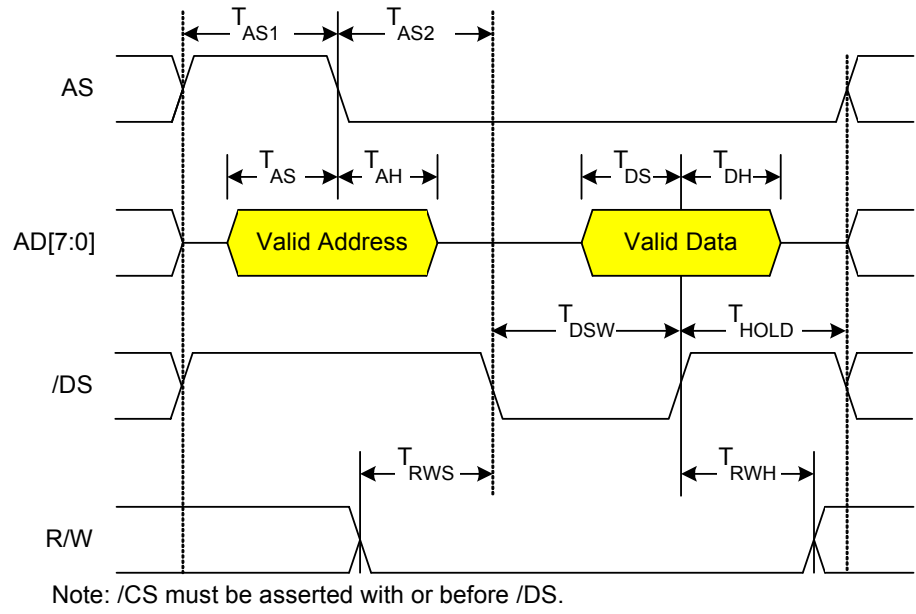 TAS1 TAS2
AS
TAS TAH TDS TDH
AD[7:0] Valid Address Valid Data
TDSW THOLD
/DS
TRWS TRWH
R/W
Note: /CS must be asserted with or before /DS.